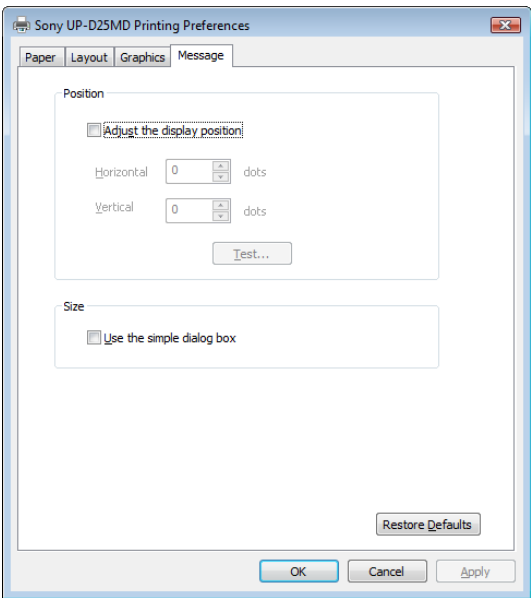 Sony UP-D25MD Printing Preferences
Paper Layout Graphics Message
Position
Adjust the display position
Horizontal 0 dots
Vertical 0 dots
Test...
Size
Use the simple dialog box
Restore Defaults
OK Cancel Apply